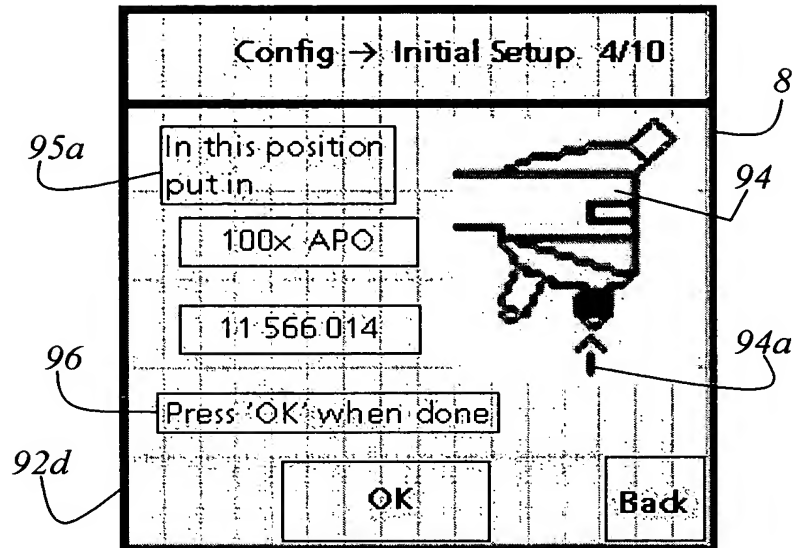 Config → Initial Setup 4/10
8
95a
In this position
put in
94
100x APO
11 566 014
94a
96
Press 'OK' when done
92d
OK
Back